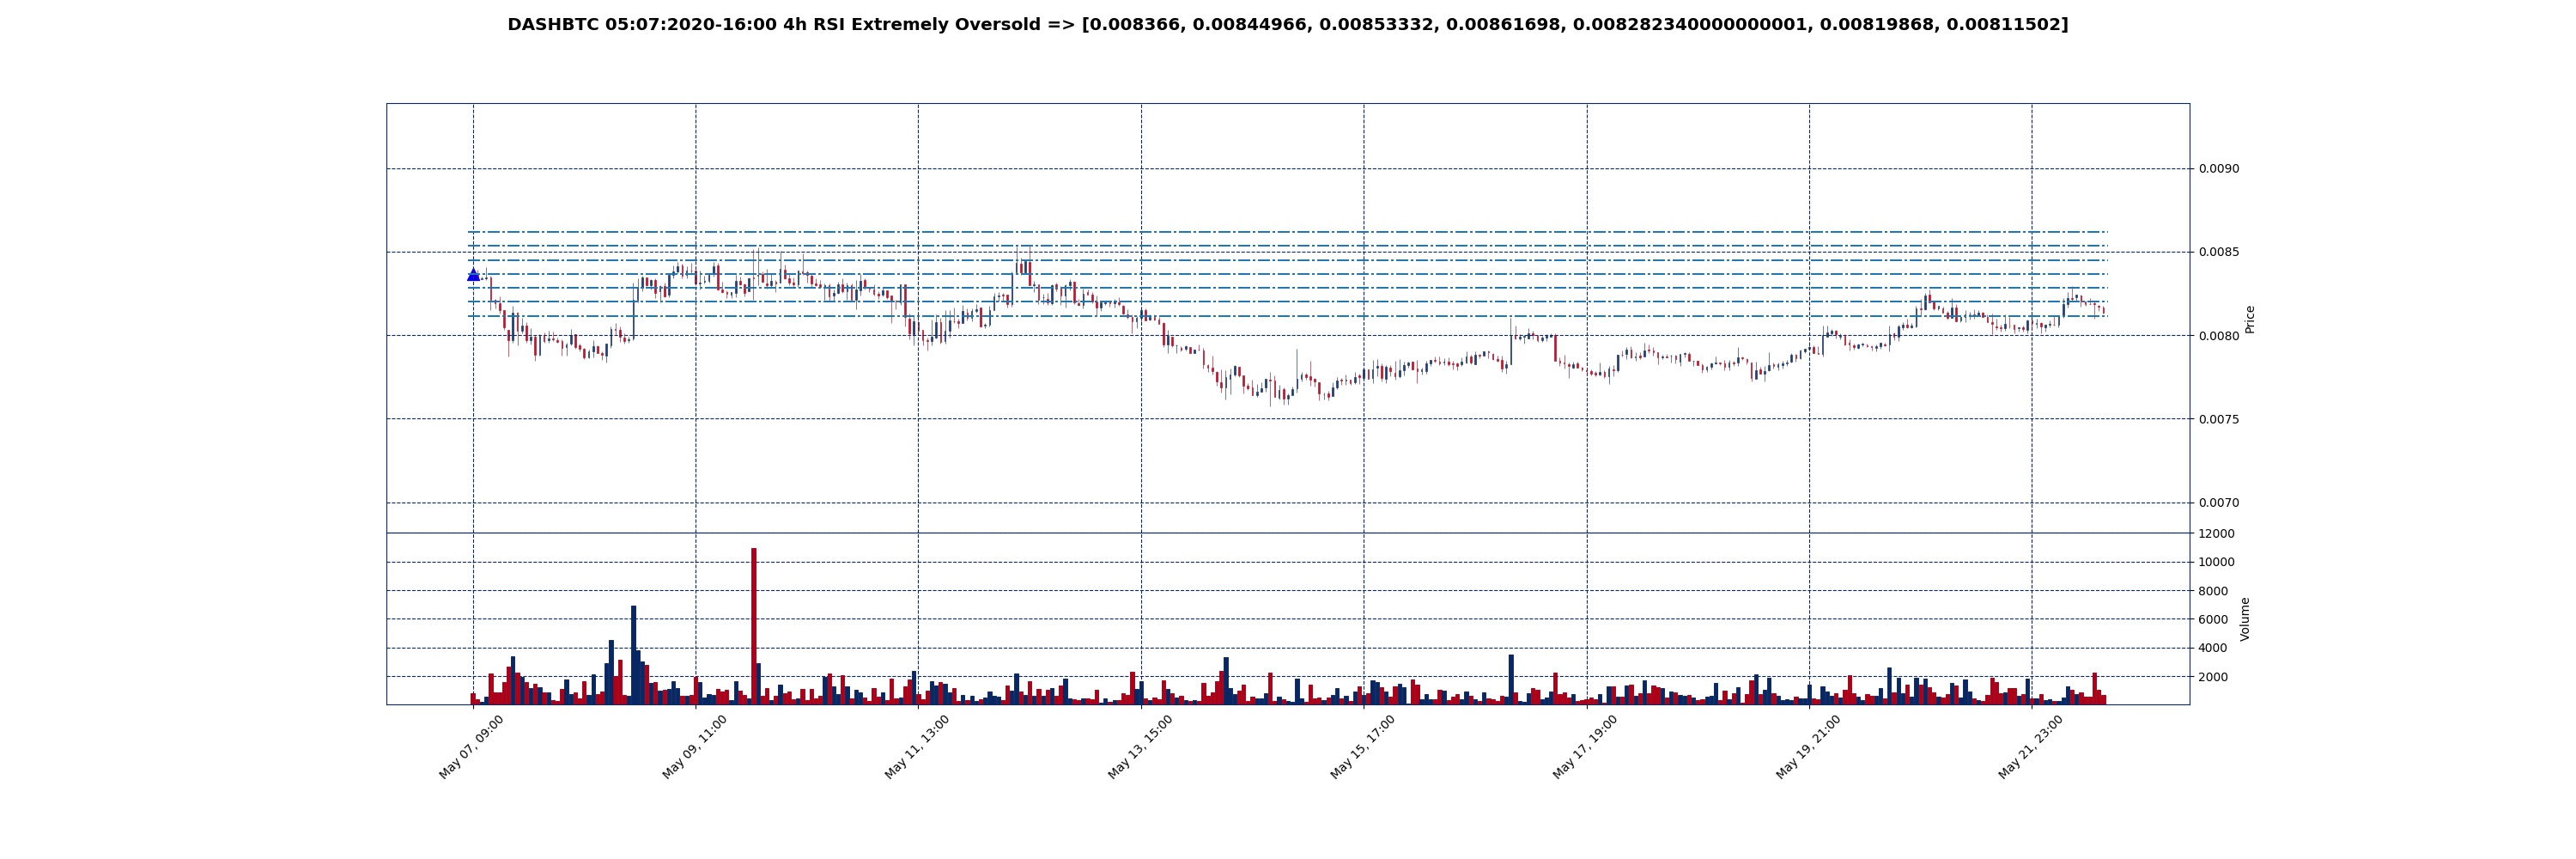 DASHBTC 05:07:2020-16:00 4h RSI Extremely Oversold => [0.008366, 0.00844966, 0.00853332, 0.00861698, 0.008282340000000001, 0.00819868, 0.00811502]
0.0090
0.0085
0.0080
0.0075
0.0070
Price
12000
10000
8000
6000
4000
2000
Volume
May 07, 09:00
May 09, 11:00
May 11, 13:00
May 13, 15:00
May 15, 17:00
May 17, 19:00
May 19, 21:00
May 21, 23:00